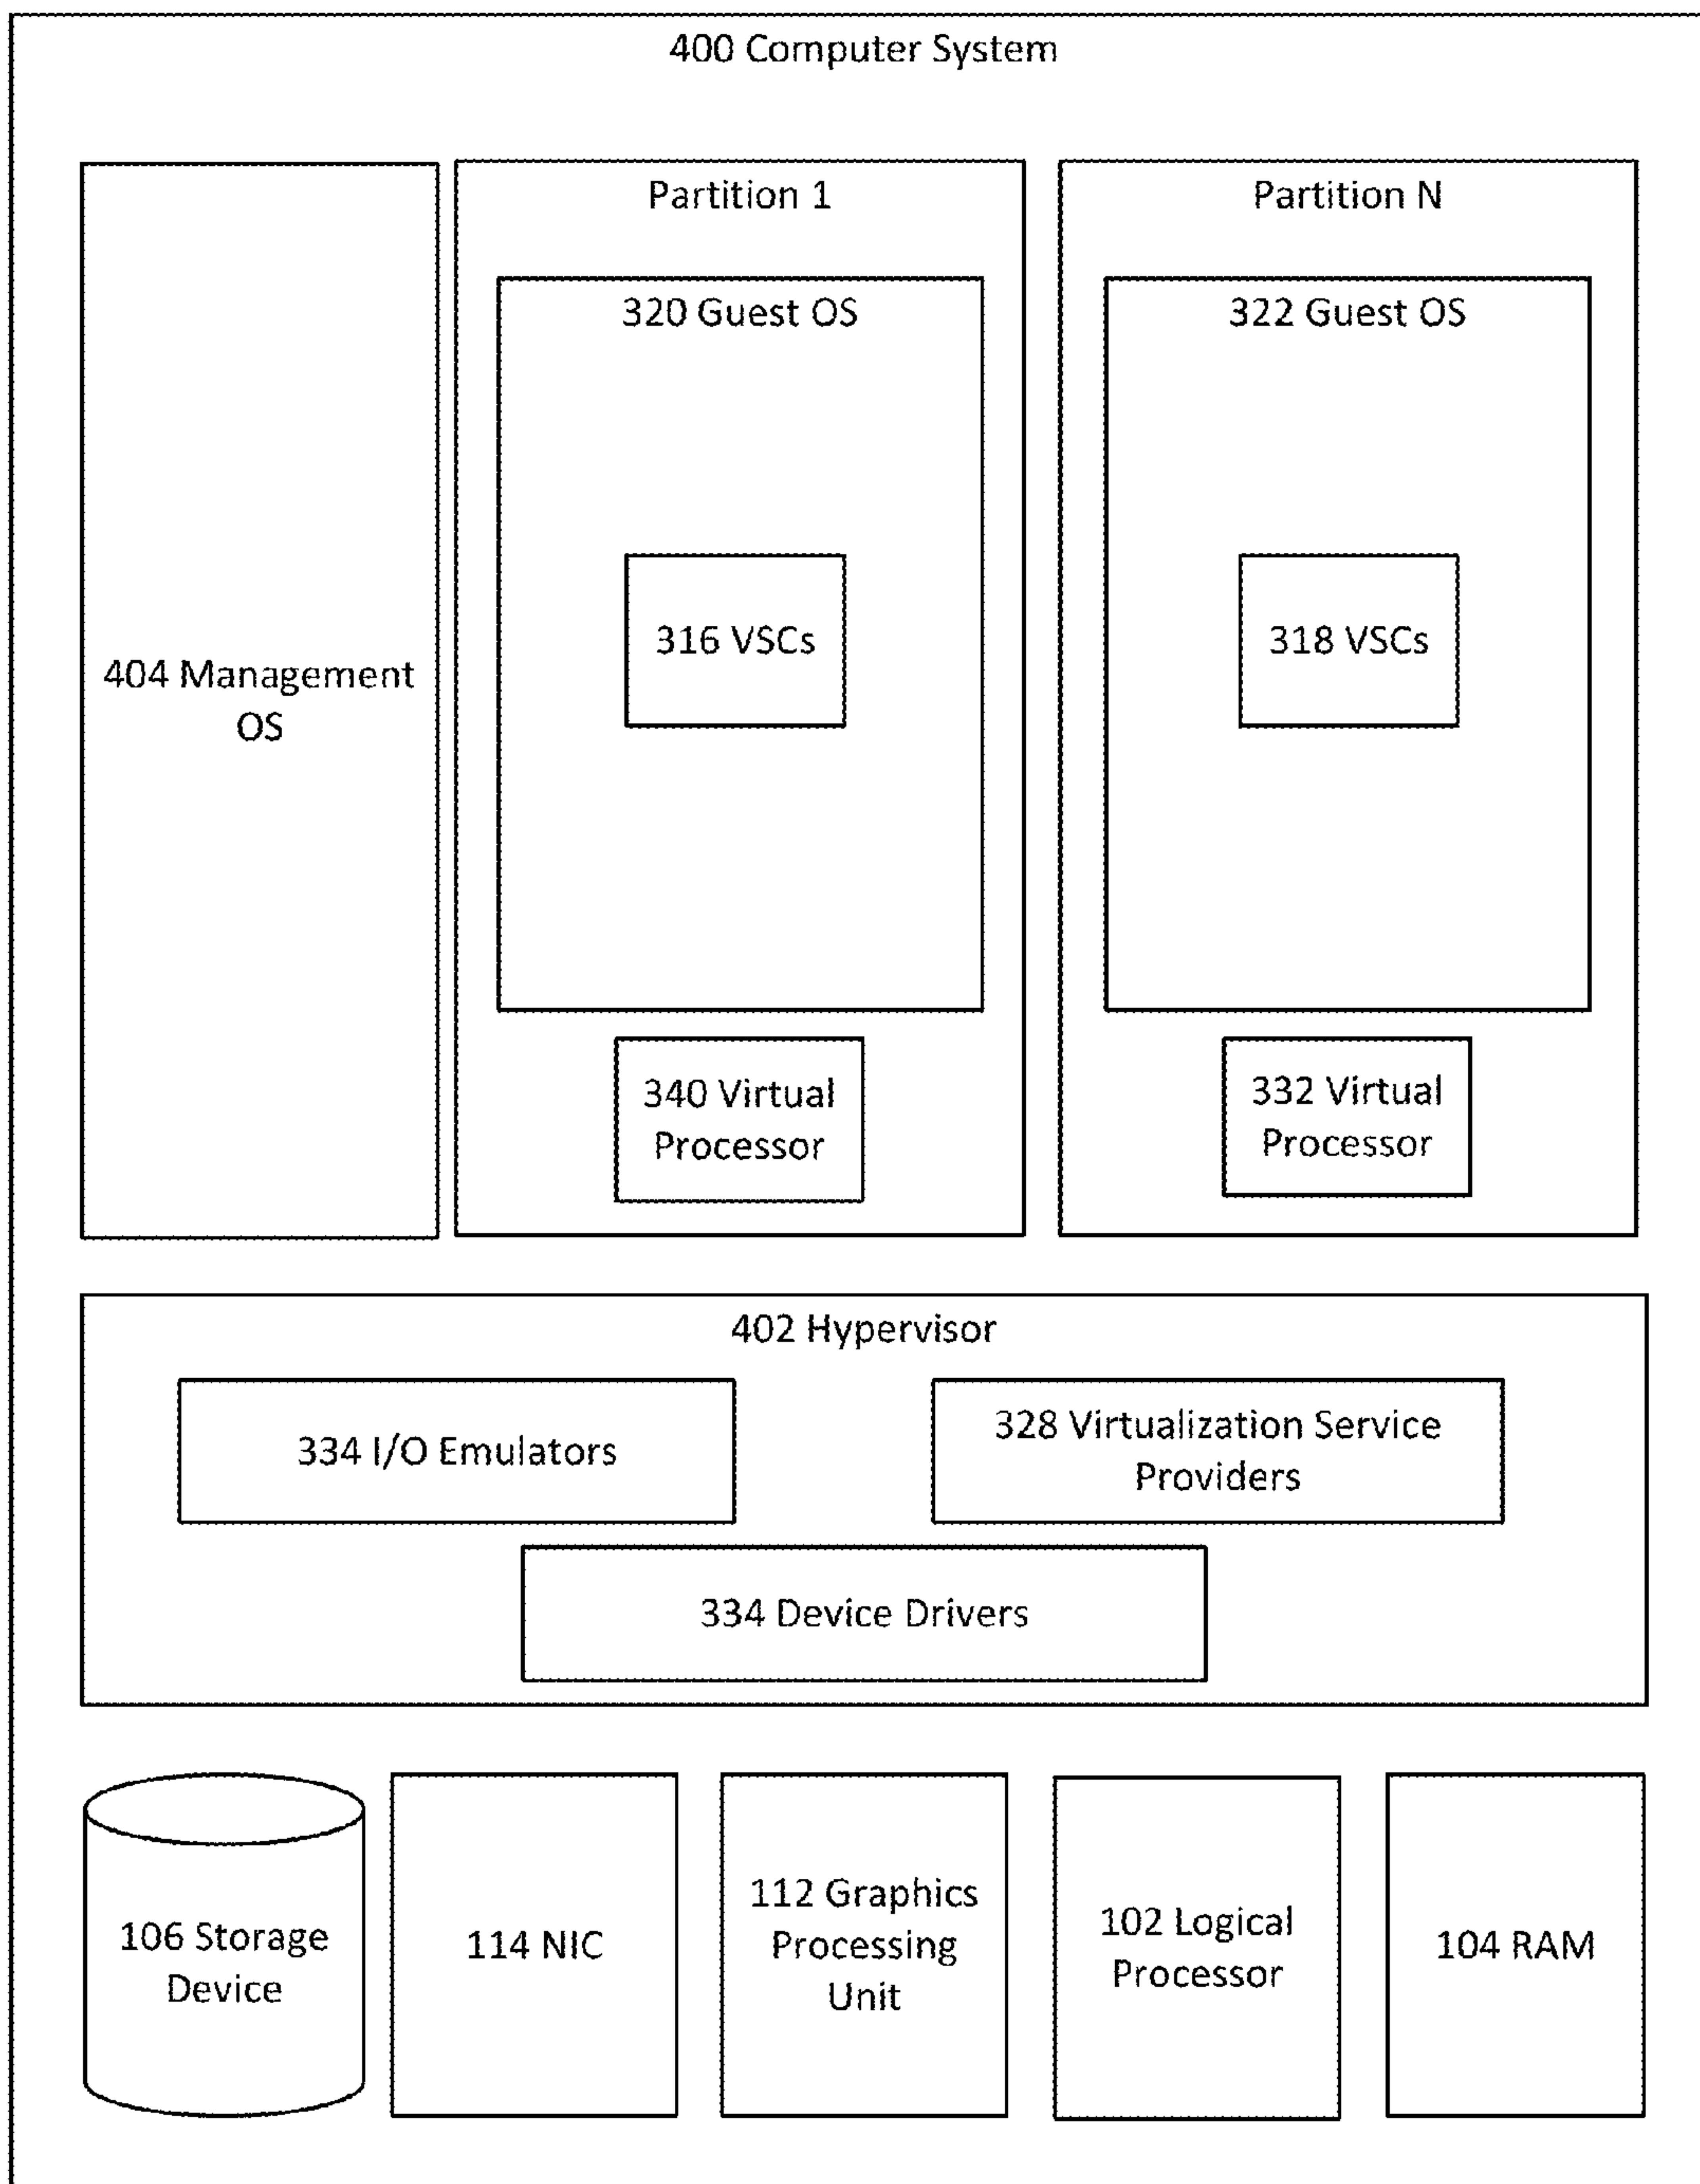 400 Computer System
404 Management
OS
Partition 1
320 Guest OS
316 VSCs
340 Virtual
Processor
Partition N
322 Guest OS
318 VSCs
332 Virtual
Processor
402 Hypervisor
334 I/O Emulators
328 Virtualization Service
Providers
334 Device Drivers
106 Storage
Device
114 NIC
112 Graphics
Processing
Unit
102 Logical
Processor
104 RAM